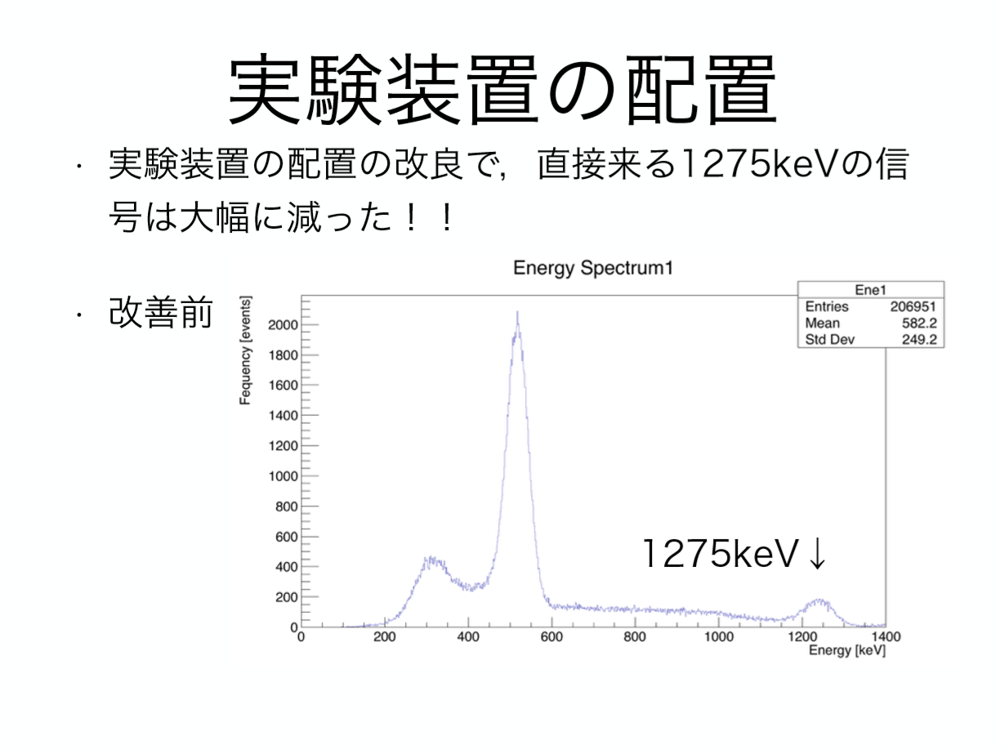 実験装置の配置
・ 実験装置の配置の改良で，直接来る1275keVの信
号は大幅に減った！！
・ 改善前
Energy Spectrum1
Ene1
Entries 206951
Mean 582.2
Std Dev 249.2
Fequency [events]
2000
1800
1600
1400
1200
1000
800
600
400
200
0
1275keV↓
0 200 400 600 800 1000 1200 1400
Energy [keV]